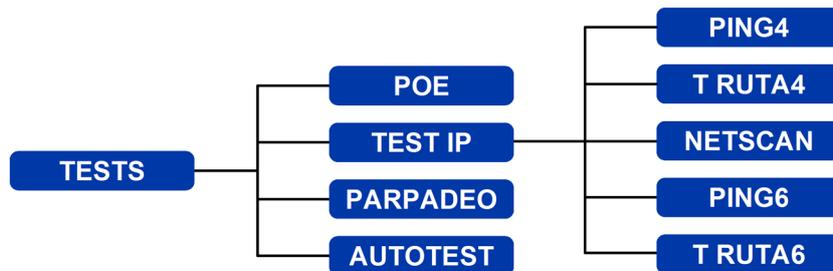 TESTS
POE
TEST IP
PARPADEO
AUTOTEST
PING4
T RUTA4
NETSCAN
PING6
T RUTA6